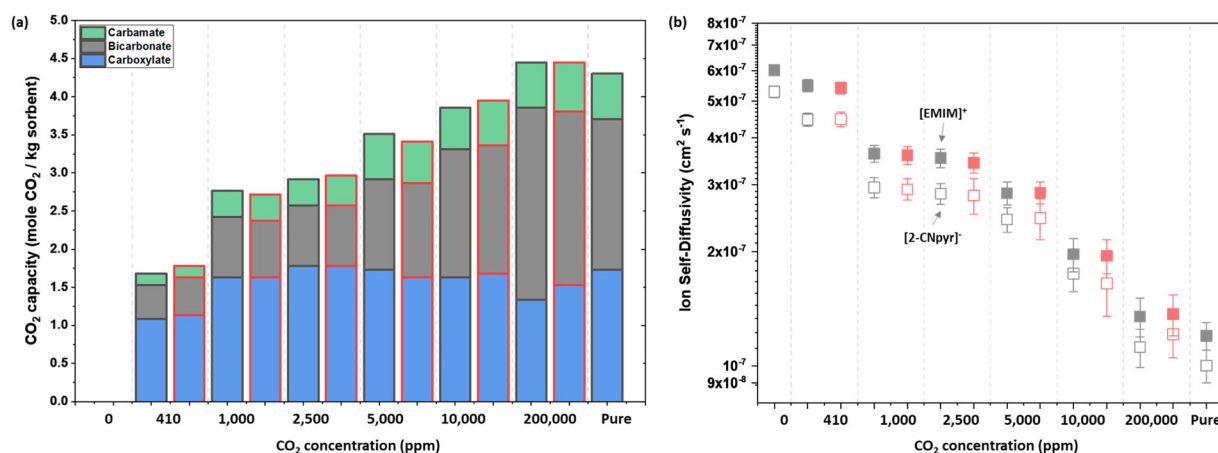 (a)
CO₂ capacity (mole CO₂ / kg sorbent)
5.0
4.5
4.0
3.5
3.0
2.5
2.0
1.5
1.0
0.5
0.0
Carbamate
Bicarbonate
Carboxylate
0 410 1,000 2,500 5,000 10,000 200,000 Pure
CO₂ concentration (ppm)
(b)
Ion Self-Diffusivity (cm² s⁻¹)
8x10⁻⁷
7x10⁻⁷
6x10⁻⁷
5x10⁻⁷
4x10⁻⁷
3x10⁻⁷
2x10⁻⁷
10⁻⁷
9x10⁻⁸
[EMIM]⁺
[2-CNpyr]⁻
0 410 1,000 2,500 5,000 10,000 200,000 Pure
CO₂ concentration (ppm)